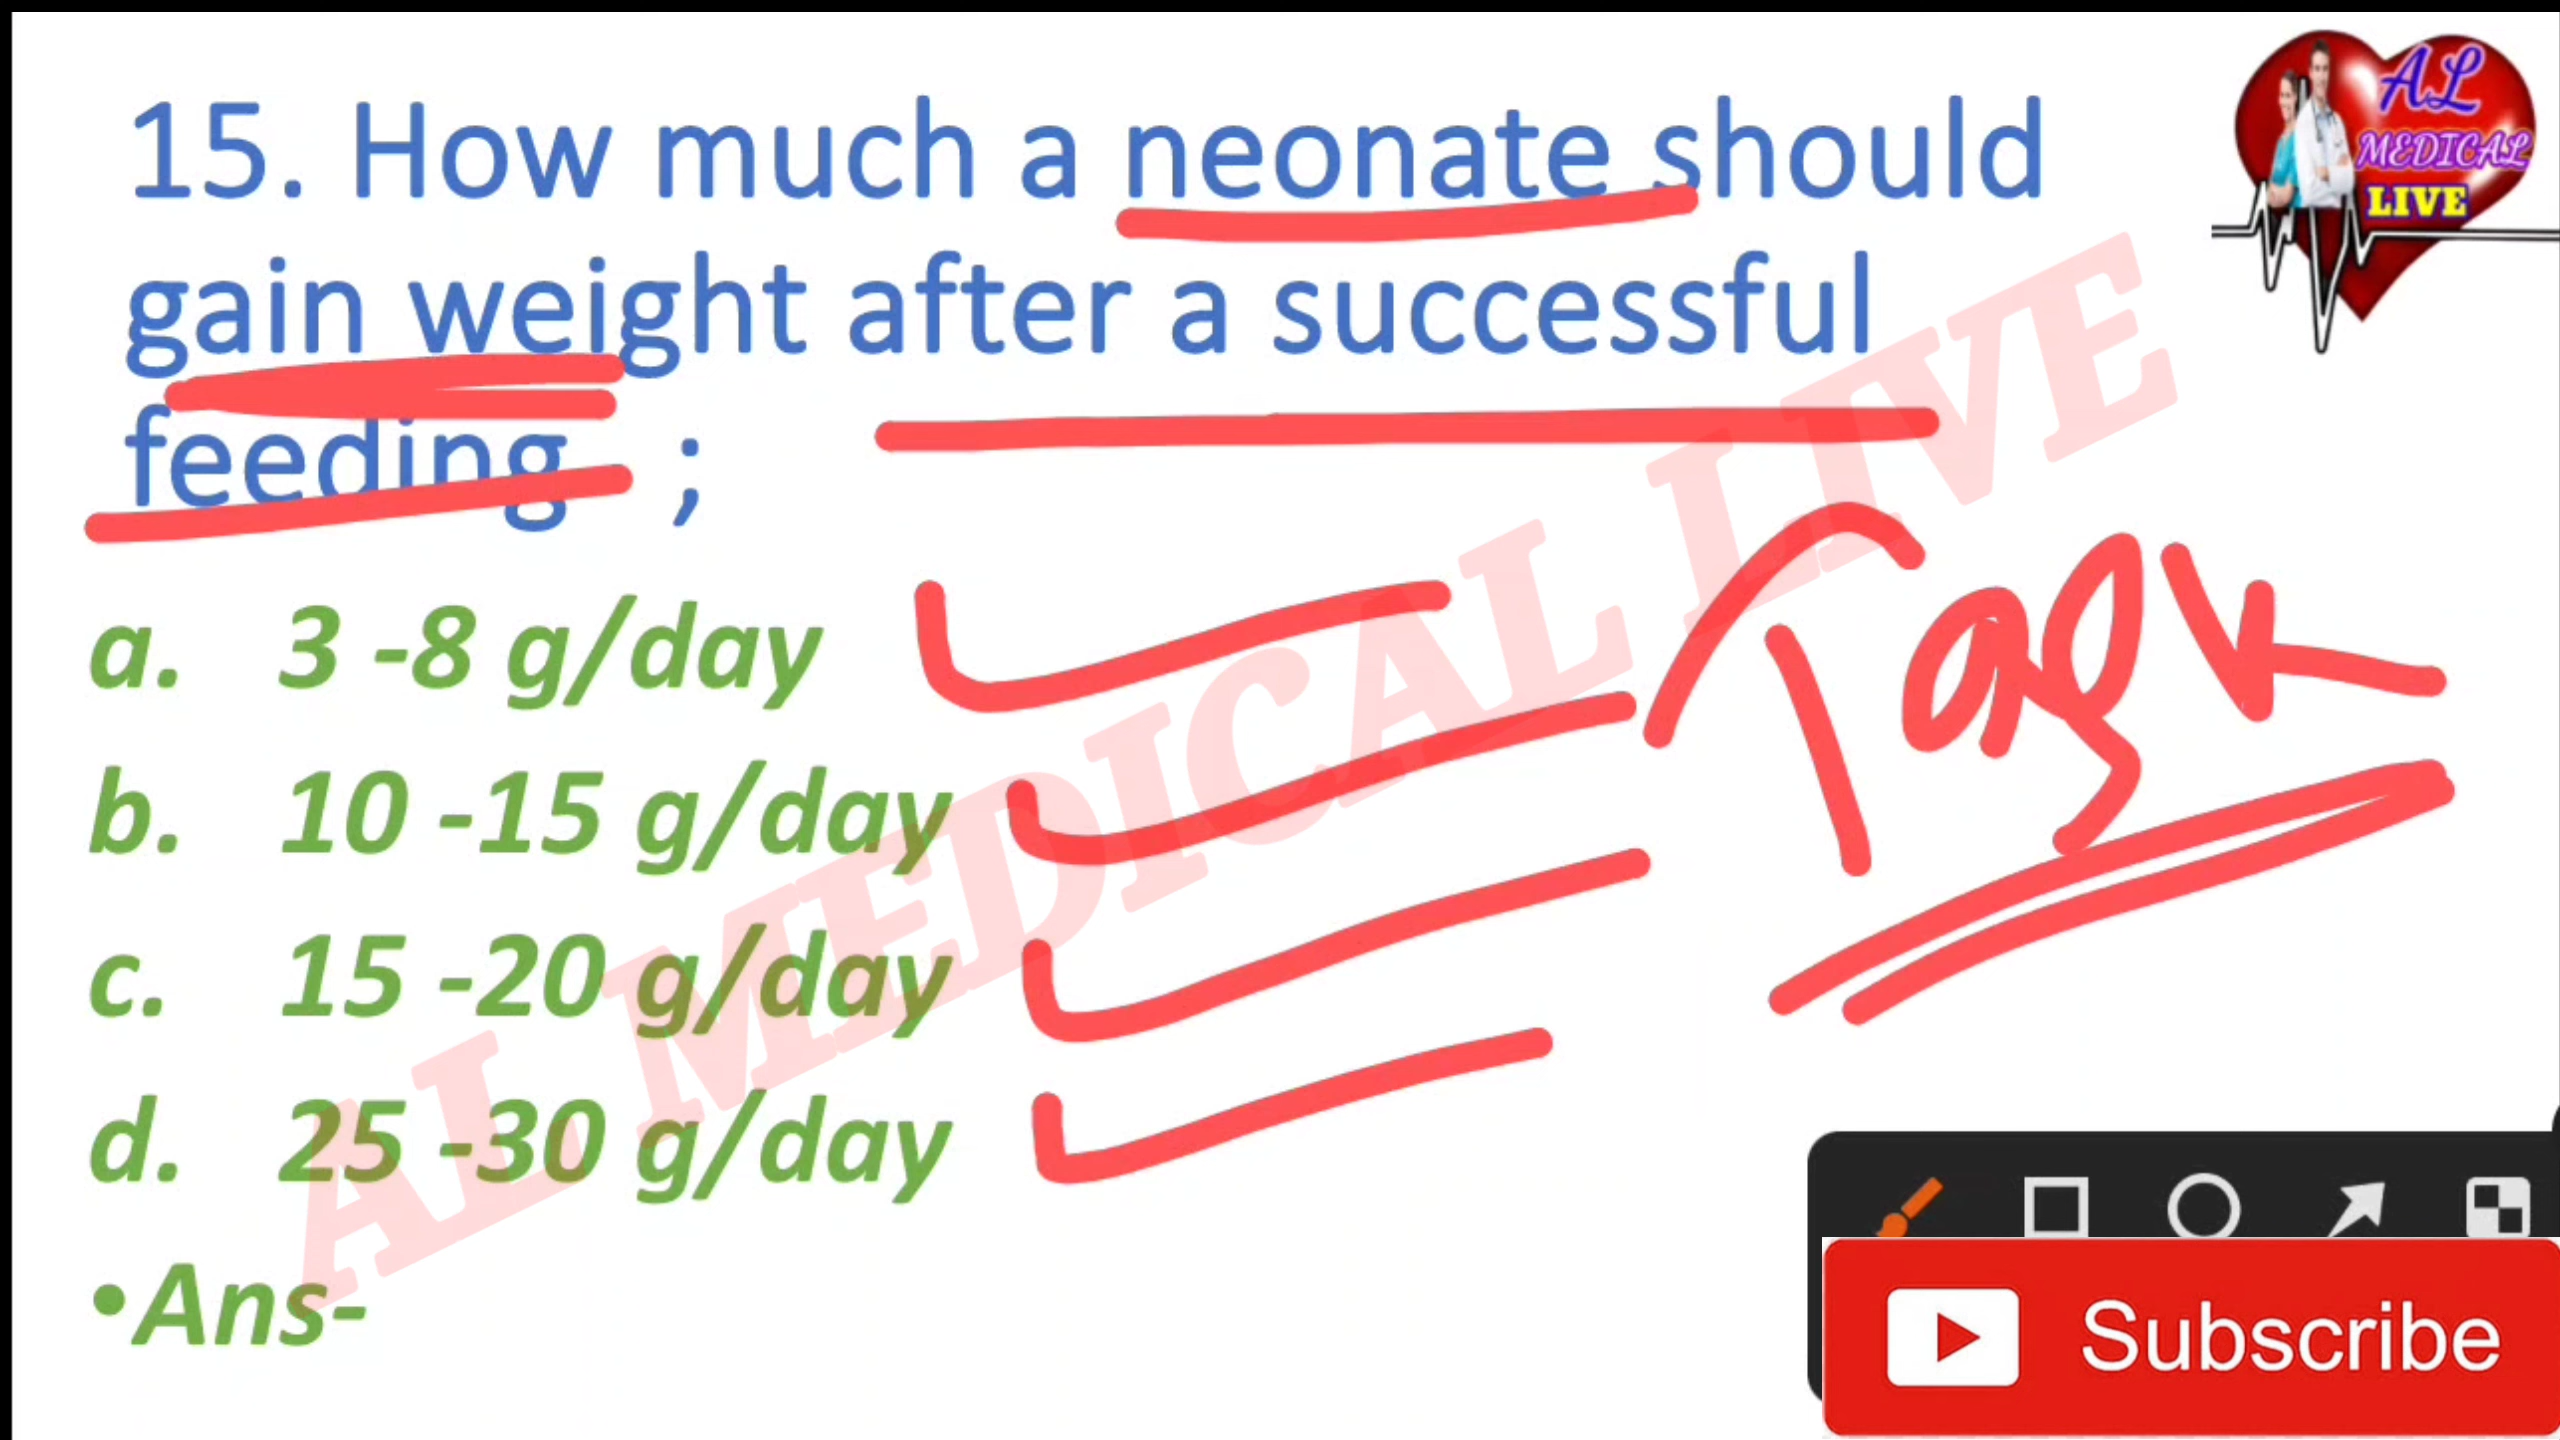 15. How much a neonate should
gain weight after a successful
feeding ;
a. 3 -8 g/day
b. 10 -15 g/day
c. 15 -20 g/day
d. 25 -30 g/day
•Ans-
Task
AL
MEDICAL
LIVE
AL MEDICAL LIVE
Subscribe